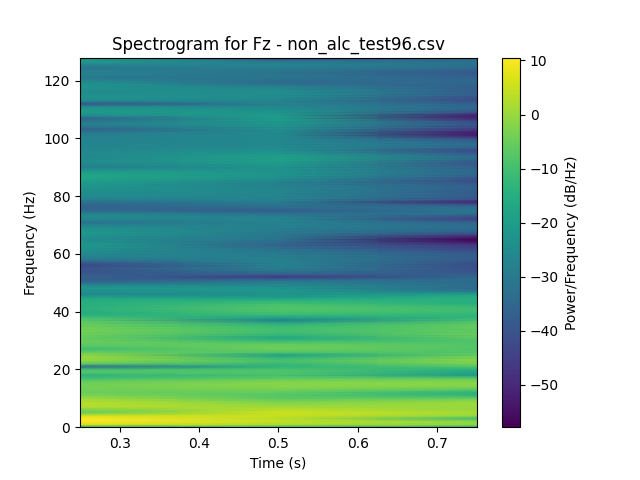 Spectrogram for Fz - non_alc_test96.csv
120
100
80
60
40
20
0
Frequency (Hz)
0.3 0.4 0.5 0.6 0.7
Time (s)
10
0
−10
−20
−30
−40
−50
Power/Frequency (dB/Hz)